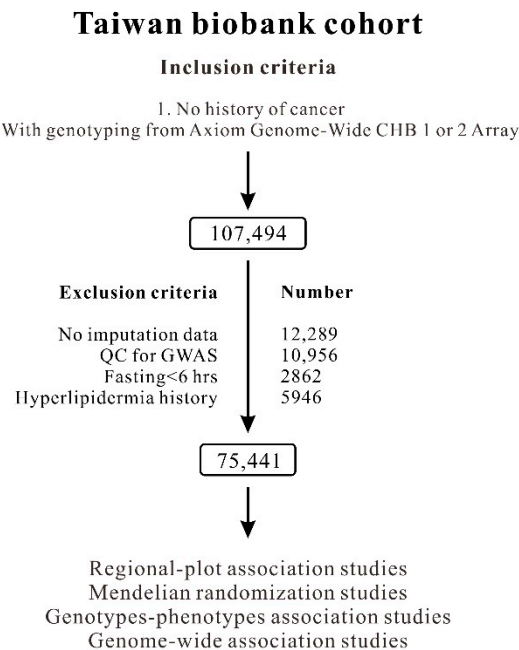 Taiwan biobank cohort
Inclusion criteria
1. No history of cancer
With genotyping from Axiom Genome-Wide CHB 1 or 2 Array
107,494
Exclusion criteria Number
No imputation data 12,289
QC for GWAS 10,956
Fasting<6 hrs 2862
Hyperlipidermia history 5946
75,441
Regional-plot association studies
Mendelian randomization studies
Genotypes-phenotypes association studies
Genome-wide association studies